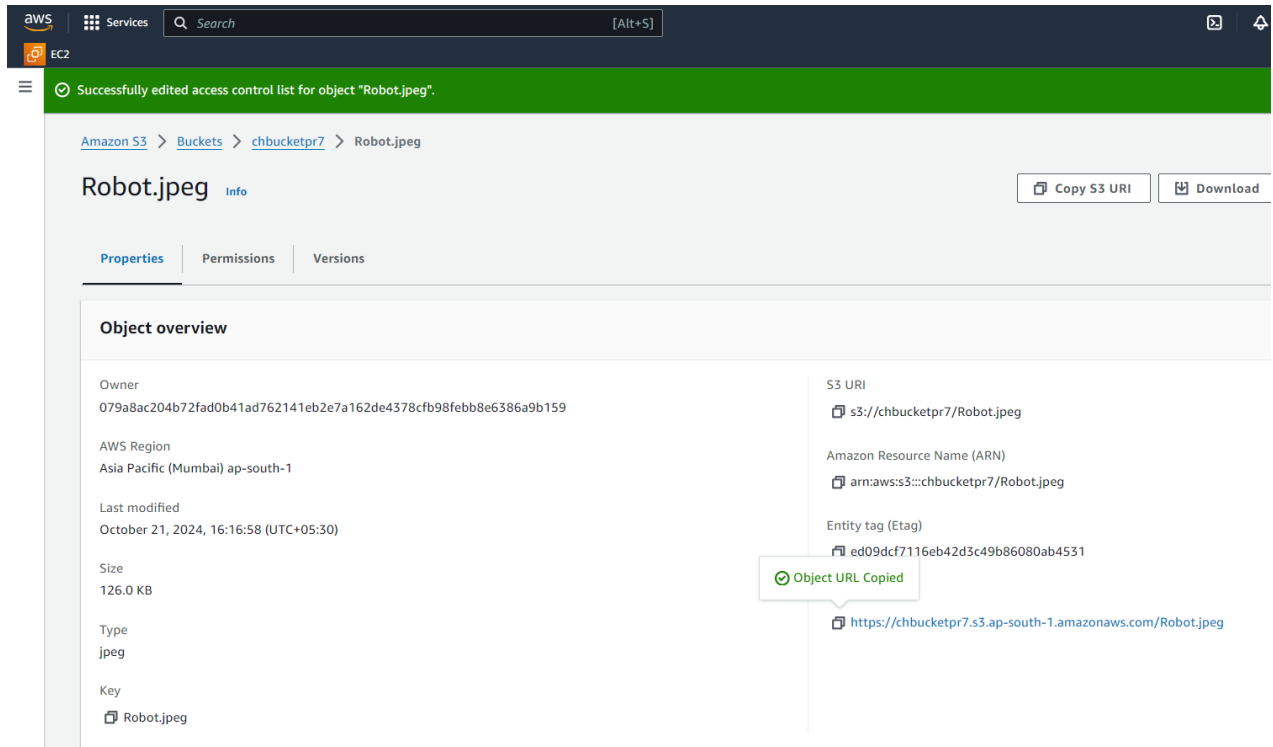 aws
Services
Search
[Alt+S]
EC2
Successfully edited access control list for object "Robot.jpeg".
Amazon S3 > Buckets > chbucketpr7 > Robot.jpeg
Robot.jpeg Info
Copy S3 URI
Download
Properties
Permissions
Versions
Object overview
Owner
079a8ac204b72fad0b41ad762141eb2e7a162de4378cfb98febb8e6386a9b159
AWS Region
Asia Pacific (Mumbai) ap-south-1
Last modified
October 21, 2024, 16:16:58 (UTC+05:30)
Size
126.0 KB
Type
jpeg
Key
Robot.jpeg
S3 URI
s3://chbucketpr7/Robot.jpeg
Amazon Resource Name (ARN)
arn:aws:s3:::chbucketpr7/Robot.jpeg
Entity tag (Etag)
ed09dcf7116eb42d3c49b86080ab4531
Object URL Copied
https://chbucketpr7.s3.ap-south-1.amazonaws.com/Robot.jpeg